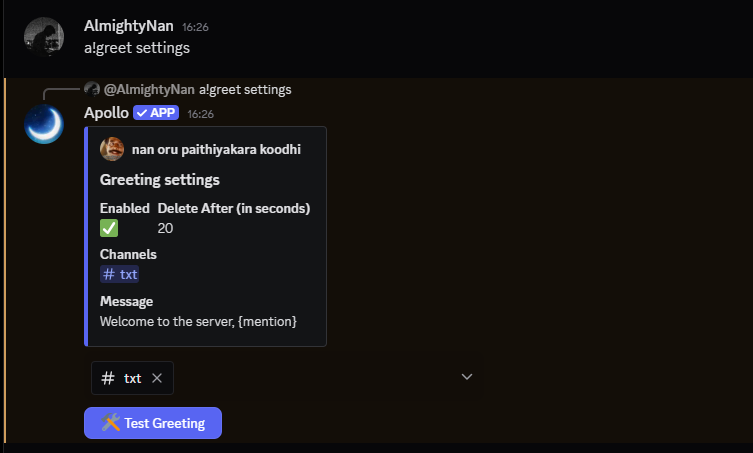 AlmightyNan 16:26
a!greet settings
@AlmightyNan a!greet settings
Apollo ✓ APP 16:26
nan oru paithiyakara koodhi
Greeting settings
Enabled Delete After (in seconds)
✅ 20
Channels
# txt
Message
Welcome to the server, {mention}
# txt ×
🛠️ Test Greeting